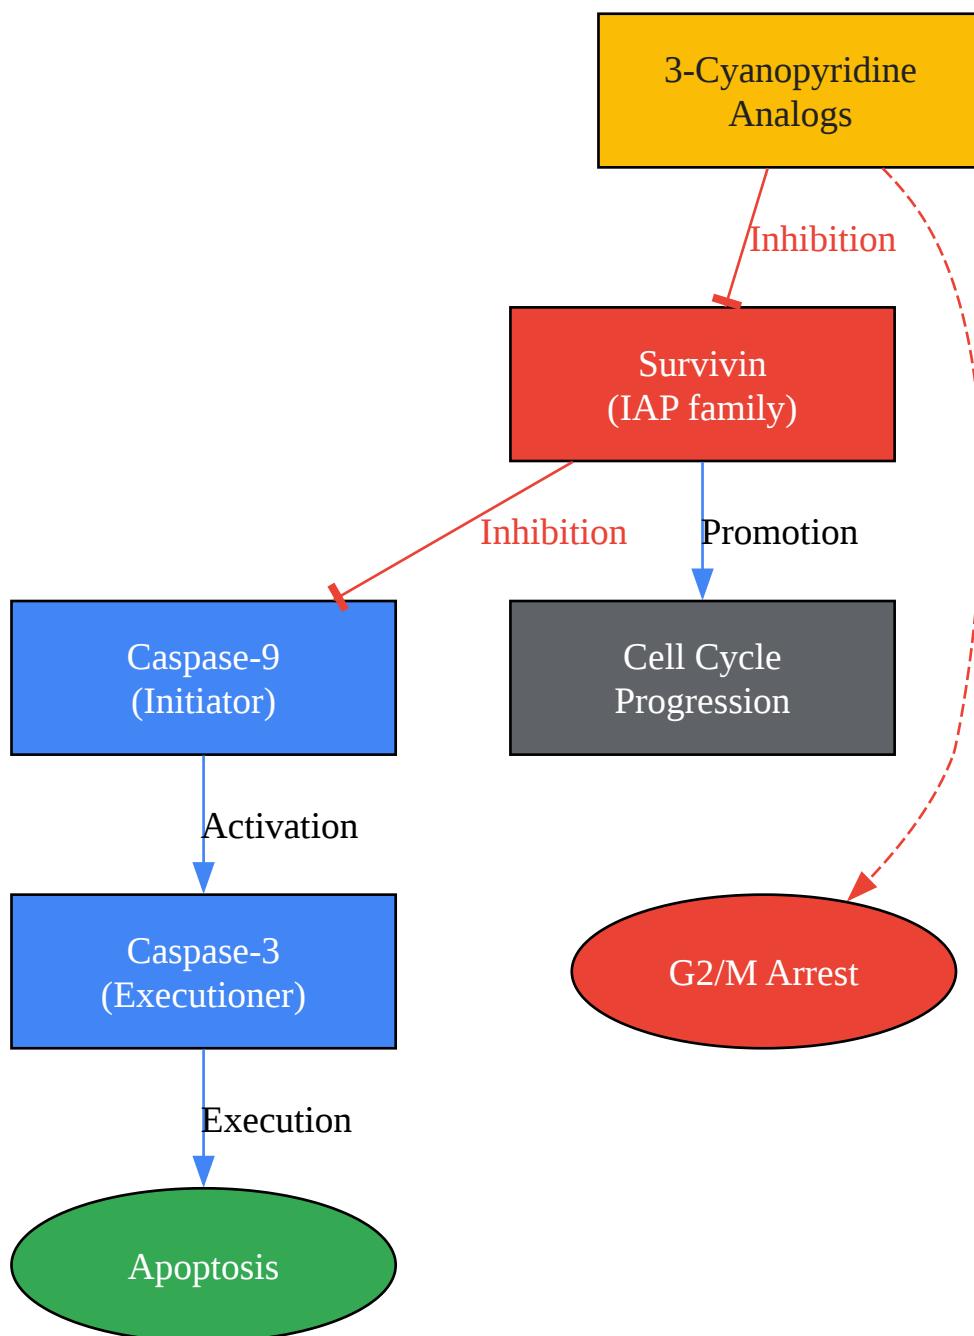 3-Cyanopyridine
Analogs
Inhibition
Survivin
(IAP family)
Inhibition
Promotion
Caspase-9
(Initiator)
Cell Cycle
Progression
Activation
Caspase-3
(Executioner)
G2/M Arrest
Execution
Apoptosis